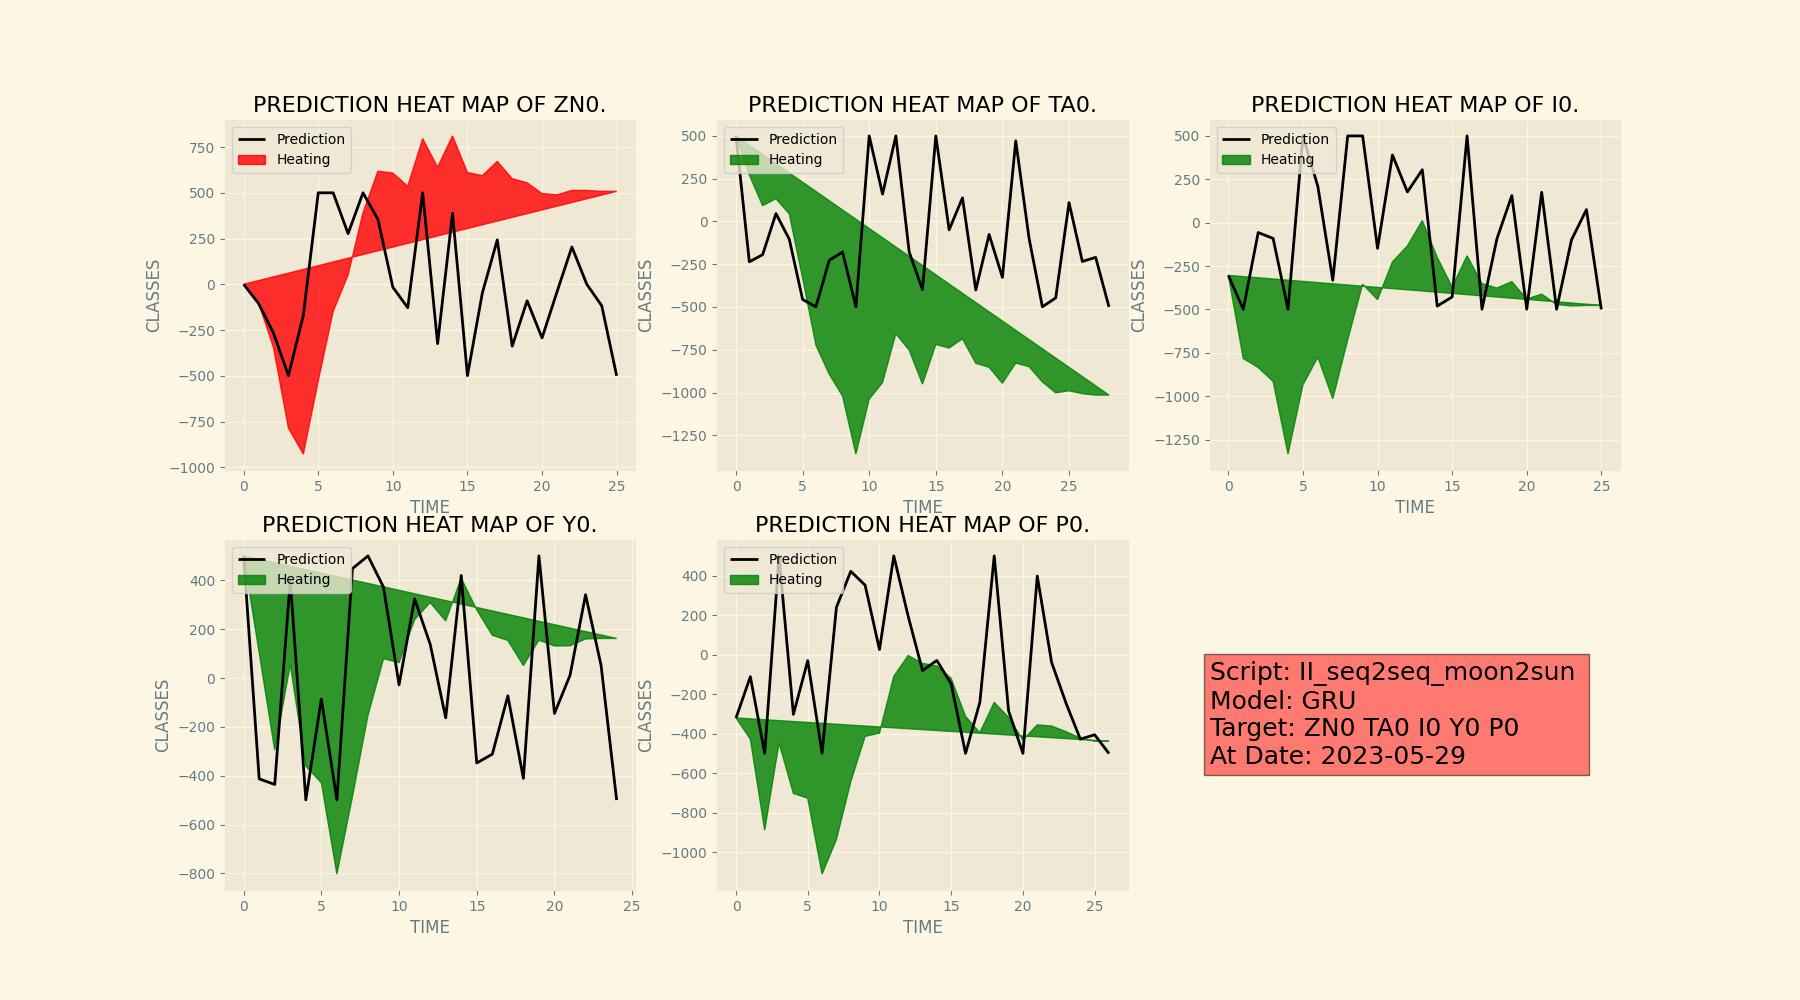 PREDICTION HEAT MAP OF ZN0.
Prediction
Heating
CLASSES
750
500
250
0
−250
−500
−750
−1000
0 5 10 15 20 25
TIME
PREDICTION HEAT MAP OF TA0.
Prediction
Heating
CLASSES
500
250
0
−250
−500
−750
−1000
−1250
0 5 10 15 20 25
TIME
PREDICTION HEAT MAP OF I0.
Prediction
Heating
CLASSES
500
250
0
−250
−500
−750
−1000
−1250
0 5 10 15 20 25
TIME
PREDICTION HEAT MAP OF Y0.
Prediction
Heating
CLASSES
400
200
0
−200
−400
−600
−800
0 5 10 15 20 25
TIME
PREDICTION HEAT MAP OF P0.
Prediction
Heating
CLASSES
400
200
0
−200
−400
−600
−800
−1000
0 5 10 15 20 25
TIME
Script: II_seq2seq_moon2sun
Model: GRU
Target: ZN0 TA0 I0 Y0 P0
At Date: 2023-05-29